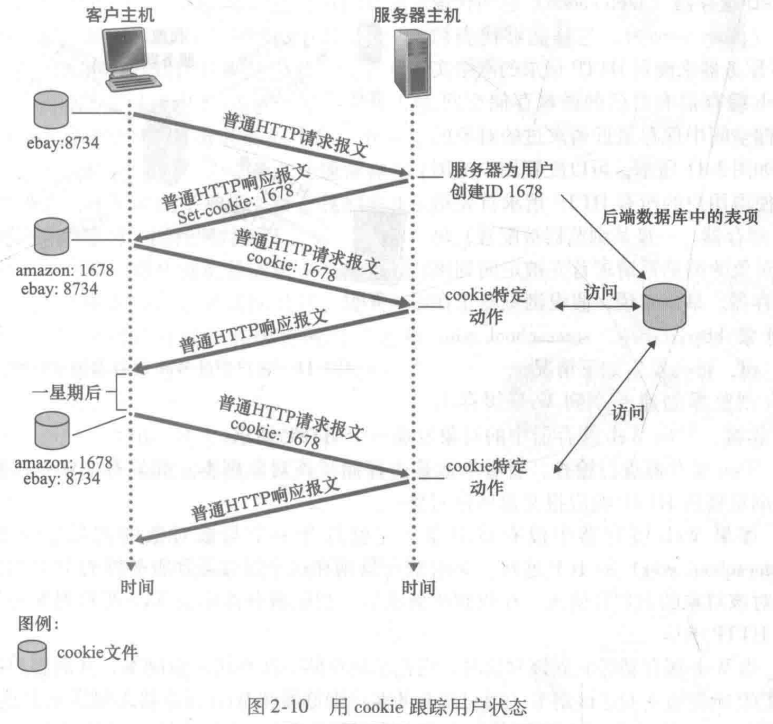 客户主机
服务器主机
ebay:8734
普通HTTP请求报文
服务器为用户
创建ID 1678
普通HTTP响应报文
Set-cookie: 1678
后端数据库中的表项
amazon: 1678
ebay: 8734
普通HTTP请求报文
cookie: 1678
cookie特定
动作
访问
普通HTTP响应报文
一星期后
访问
amazon: 1678
ebay: 8734
普通HTTP请求报文
cookie: 1678
cookie特定
动作
普通HTTP响应报文
时间
时间
图例：
cookie文件
图 2-10 用 cookie 跟踪用户状态